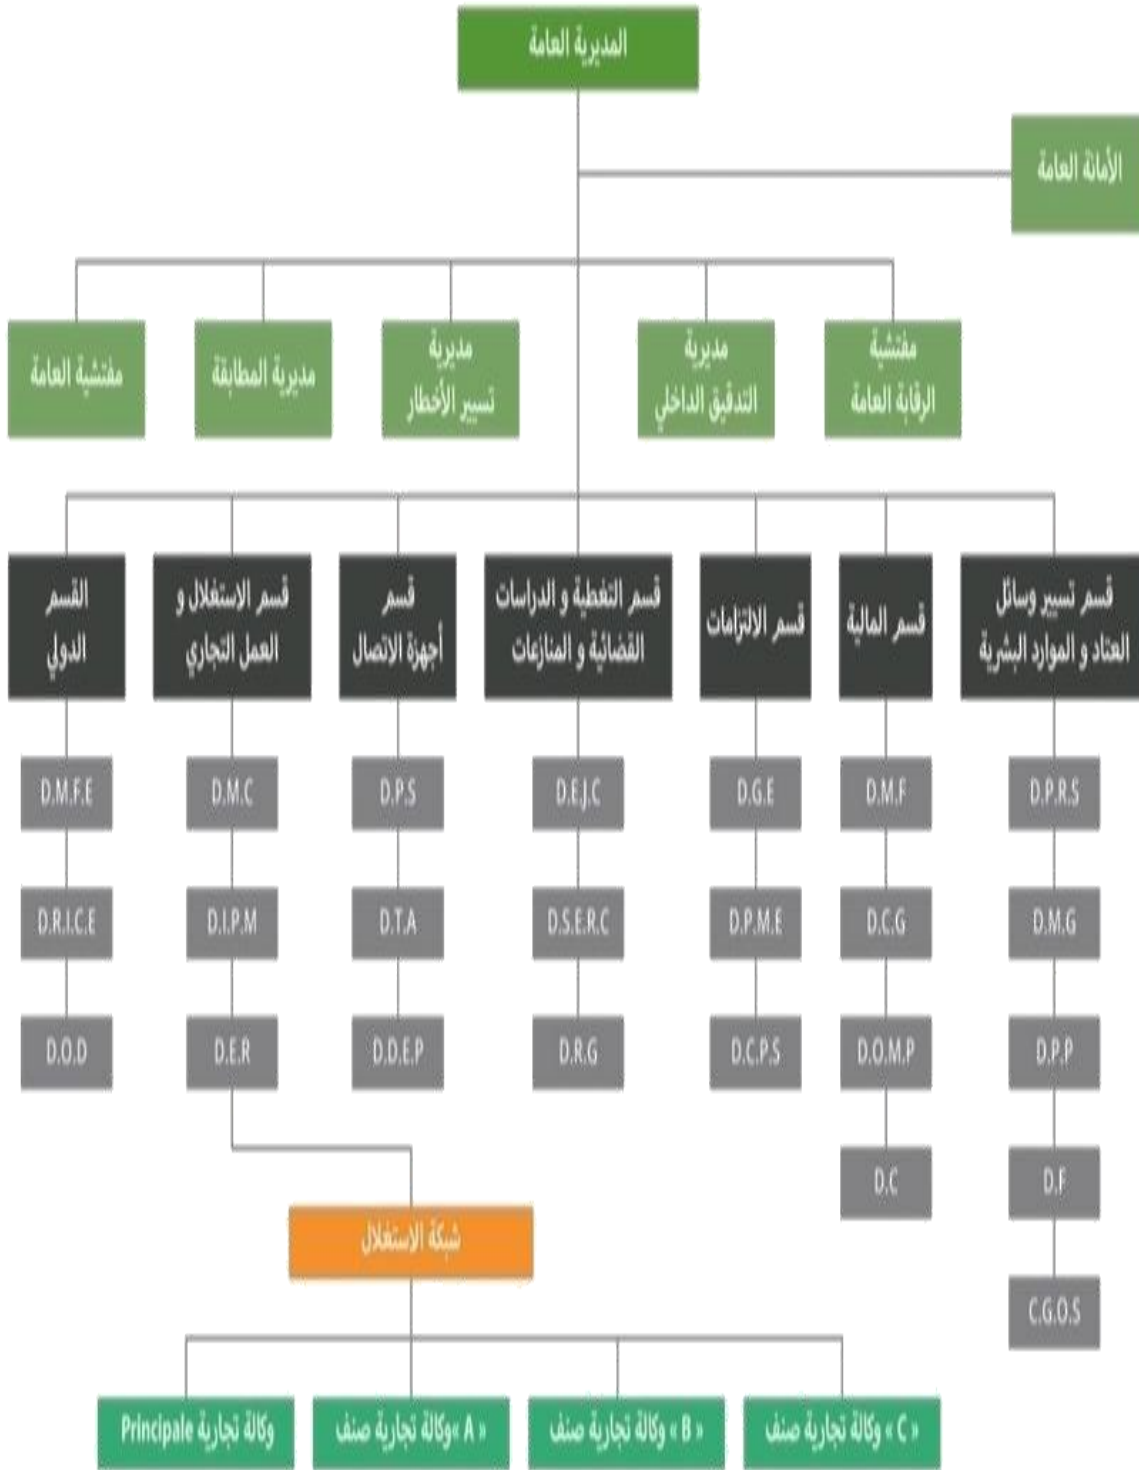 المديرية العامة
الأمانة العامة
مفتشية
الرقابة العامة
مديرية
التدقيق الداخلي
مديرية
تسيير الأخطار
مديرية المطابقة
مفتشية العامة
قسم تسيير وسائل
العتاد و الموارد البشرية
قسم المالية
قسم الالتزامات
قسم التغطية و الدراسات
القضائية و المنازعات
قسم
أجهزة الاتصال
قسم الاستغلال و
العمل التجاري
القسم
الدولي
D.P.R.S
D.M.F
D.G.E
D.E.J.C
D.P.S
D.M.C
D.M.F.E
D.M.G
D.C.G
D.P.M.E
D.S.E.R.C
D.T.A
D.I.P.M
D.R.I.C.E
D.P.P
D.O.M.P
D.C.P.S
D.R.G
D.D.E.P
D.E.R
D.O.D
D.F
D.C
C.G.O.S
شبكة الاستغلال
وكالة تجارية صنف « C »
وكالة تجارية صنف « B »
وكالة تجارية صنف« A »
وكالة تجارية Principale